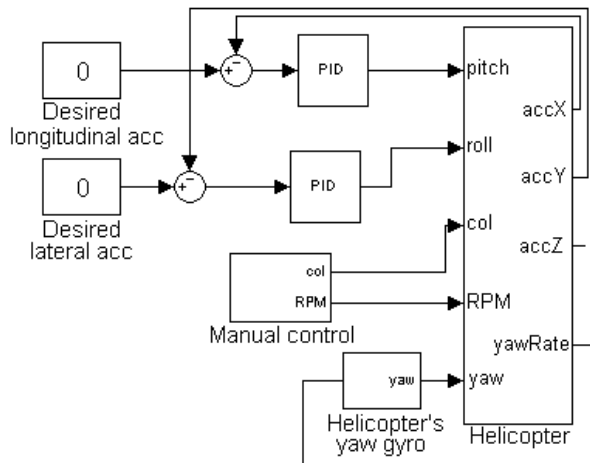 0
Desired
longitudinal acc
+
−
PID
pitch
accX
0
Desired
lateral acc
+
−
PID
roll
accY
col
accZ
col
RPM
Manual control
RPM
yawRate
yaw
Helicopter's
yaw gyro
yaw
Helicopter